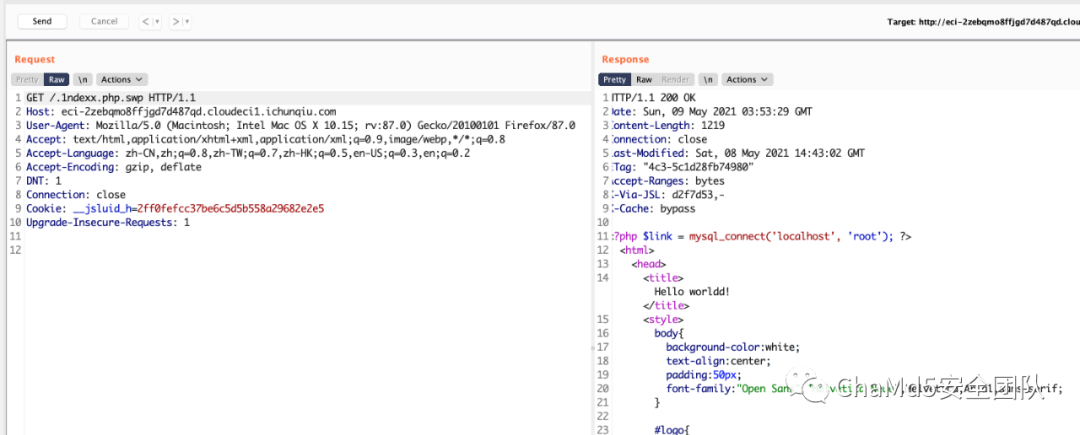 Send Cancel < > Target: http://eci-2zebqmo8ffjgd7d487qd.clou
Request
Pretty Raw \n Actions
1 GET /.1ndexx.php.swp HTTP/1.1
2 Host: eci-2zebqmo8ffjgd7d487qd.cloudeci1.ichunqiu.com
3 User-Agent: Mozilla/5.0 (Macintosh; Intel Mac OS X 10.15; rv:87.0) Gecko/20100101 Firefox/87.0
4 Accept: text/html,application/xhtml+xml,application/xml;q=0.9,image/webp,*/*;q=0.8
5 Accept-Language: zh-CN,zh;q=0.8,zh-TW;q=0.7,zh-HK;q=0.5,en-US;q=0.3,en;q=0.2
6 Accept-Encoding: gzip, deflate
7 DNT: 1
8 Connection: close
9 Cookie: __jsluid_h=2ff0fefcc37be6c5d5b558a29682e2e5
10 Upgrade-Insecure-Requests: 1
11
12
Response
Pretty Raw Render \n Actions
1 HTTP/1.1 200 OK
2 Date: Sun, 09 May 2021 03:53:29 GMT
3 Content-Length: 1219
4 Connection: close
5 Last-Modified: Sat, 08 May 2021 14:43:02 GMT
6 ETag: "4c3-5c1d28fb74980"
7 Accept-Ranges: bytes
8 X-Via-JSL: d2f7d53,-
9 X-Cache: bypass
10
11 <?php $link = mysql_connect('localhost', 'root'); ?>
12 <html>
13 <head>
14 <title>
Hello worldd!
</title>
15 <style>
16 body{
17 background-color:white;
18 text-align:center;
19 padding:50px;
20 font-family:"Open Sans","Helvetica Neue",Helvetica,Arial,sans-serif;
21 }
22
23 #logo{
ChaMd5安全团队